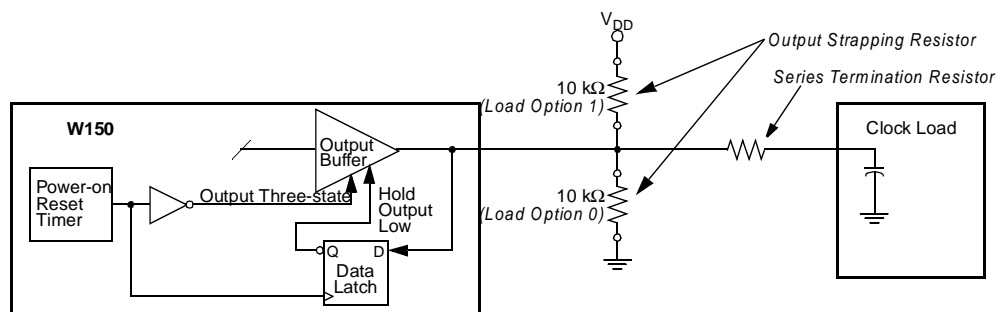 V_DD
Output Strapping Resistor
Series Termination Resistor
10 kΩ
(Load Option 1)
W150
Clock Load
Output
Buffer
Power-on
Reset
Timer
Output Three-state
Hold
Output
Low
10 kΩ
(Load Option 0)
Q
D
Data
Latch